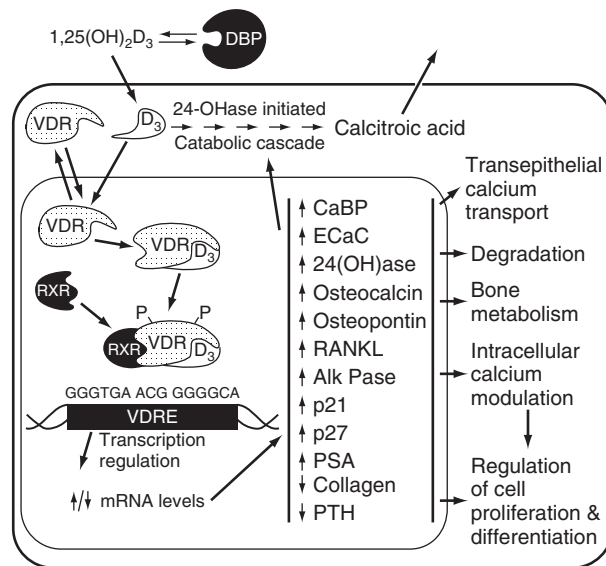 1,25(OH)2D3
DBP
VDR
D3
24-OHase initiated
Catabolic cascade
Calcitroic acid
VDR
VDR
D3
RXR
P
P
RXR
VDR
D3
GGGTGA ACG GGGGCA
VDRE
Transcription
regulation
mRNA levels
CaBP
ECaC
24(OH)ase
Osteocalcin
Osteopontin
RANKL
Alk Pase
p21
p27
PSA
Collagen
PTH
Transepithelial
calcium
transport
Degradation
Bone
metabolism
Intracellular
calcium
modulation
Regulation
of cell
proliferation &
differentiation